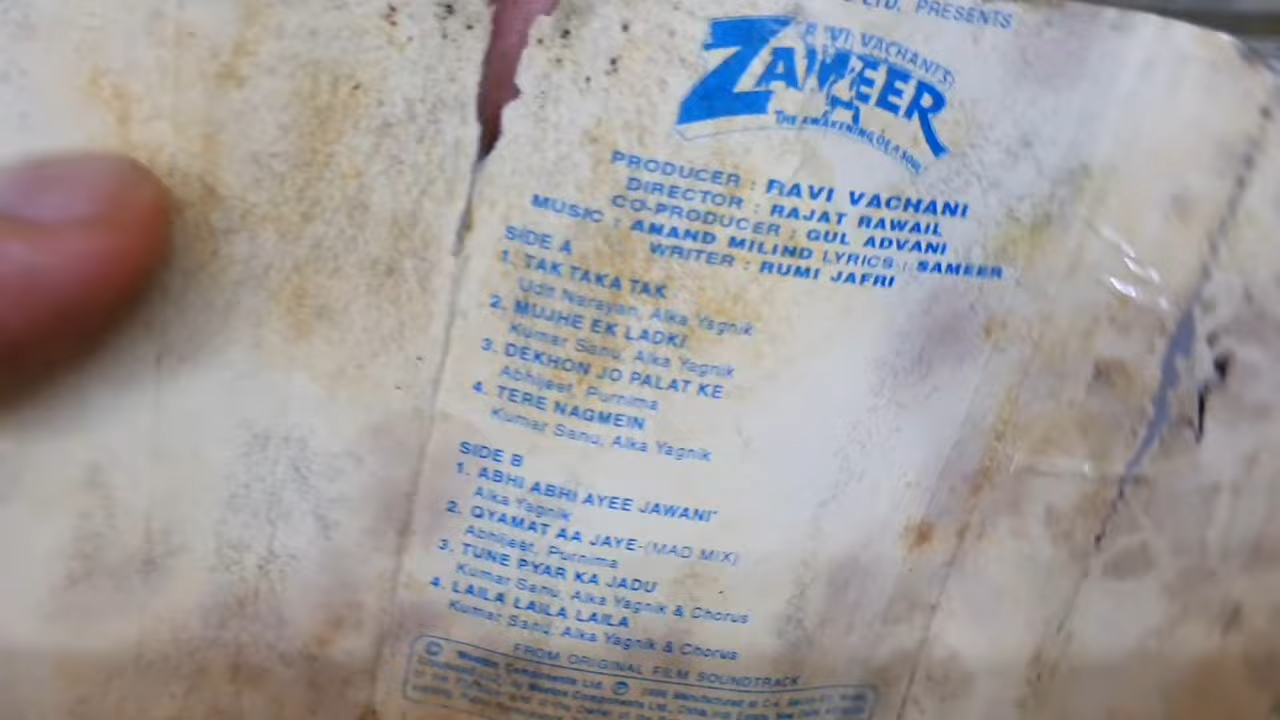 LTD. PRESENTS
RAVI VACHANI'S
ZAMEER
THE AWAKENING OF A SOUL
PRODUCER : RAVI VACHANI
DIRECTOR : RAJAT RAWAIL
CO-PRODUCER : GUL ADVANI
MUSIC : ANAND MILIND LYRICS : SAMEER
WRITER : RUMI JAFRI
SIDE A
1. TAK TAKA TAK
Udit Narayan, Alka Yagnik
2. MUJHE EK LADKI
Kumar Sanu, Alka Yagnik
3. DEKHON JO PALAT KE
Abhijeet, Purnima
4. TERE NAGMEIN
Kumar Sanu, Alka Yagnik
SIDE B
1. ABHI ABHI AYEE JAWANI"
Alka Yagnik
2. QYAMAT AA JAYE-(MAD MIX)
Abhijeet, Purnima
3. TUNE PYAR KA JADU
Kumar Sanu, Alka Yagnik & Chorus
4. LAILA LAILA LAILA
Kumar Sanu, Alka Yagnik & Chorus
FROM ORIGINAL FILM SOUNDTRACK
© Weston Components Ltd. ℗